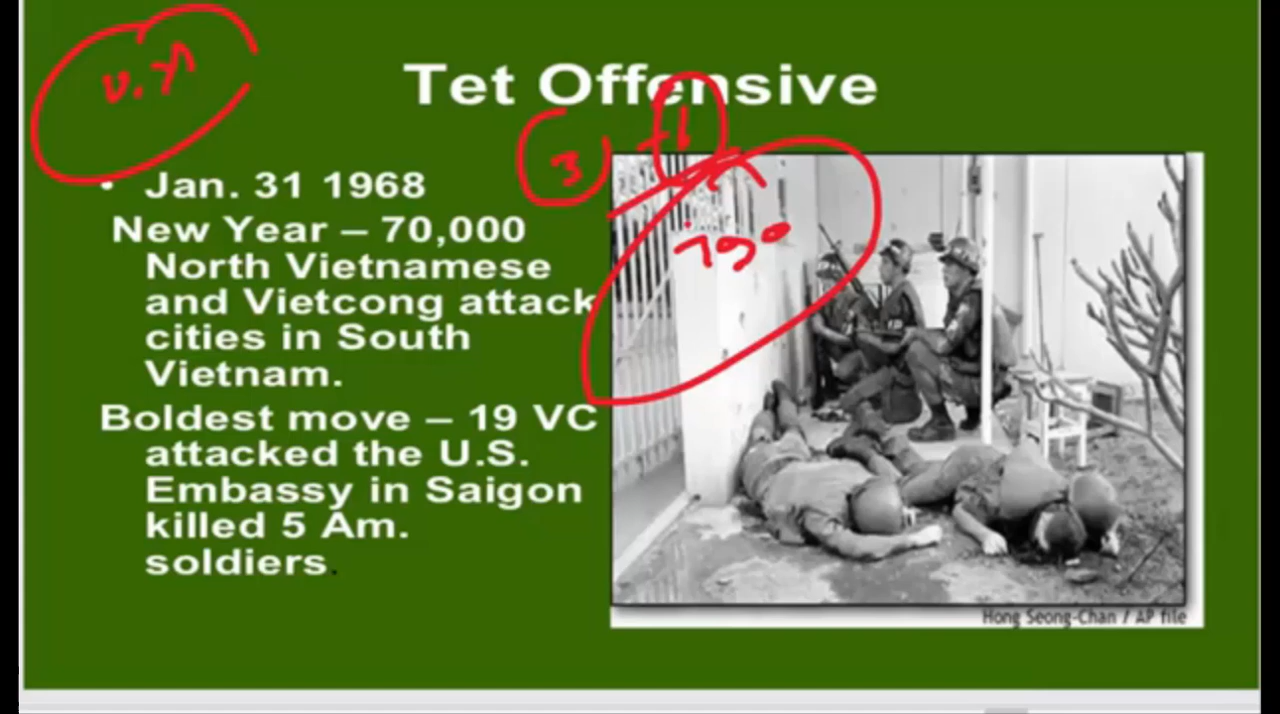 Tet Offensive
• Jan. 31 1968
New Year – 70,000
North Vietnamese
and Vietcong attack
cities in South
Vietnam.
Boldest move – 19 VC
attacked the U.S.
Embassy in Saigon
killed 5 Am.
soldiers.
3
Hong Seong-Chan / AP file